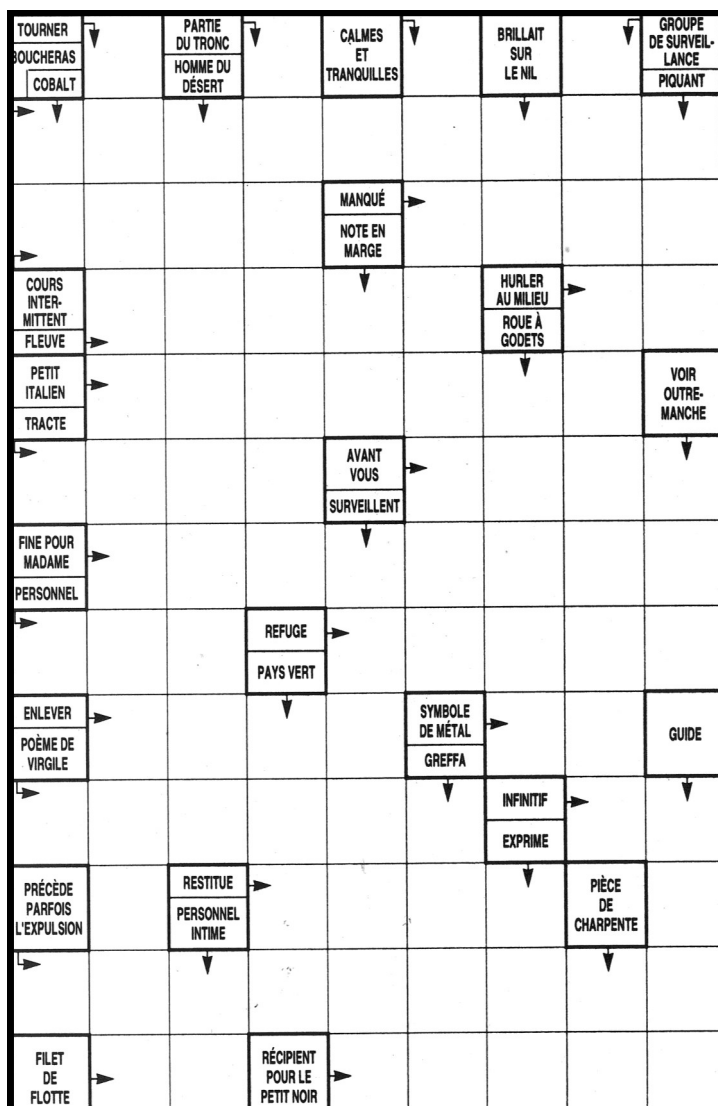 TOURNER
BOUCHERAS
COBALT
PARTIE
DU TRONC
HOMME DU
DÉSERT
CALMES
ET
TRANQUILLES
BRILLAIT
SUR
LE NIL
GROUPE
DE SURVEIL-
LANCE
PIQUANT
MANQUÉ
NOTE EN
MARGE
COURS
INTER-
MITTENT
FLEUVE
HURLER
AU MILIEU
ROUE À
GODETS
PETIT
ITALIEN
TRACTE
VOIR
OUTRE-
MANCHE
AVANT
VOUS
SURVEILLENT
FINE POUR
MADAME
PERSONNEL
REFUGE
PAYS VERT
ENLEVER
POÈME DE
VIRGILE
SYMBOLE
DE MÉTAL
GREFFA
GUIDE
INFINITIF
EXPRIME
PRÉCÈDE
PARFOIS
L'EXPULSION
RESTITUE
PERSONNEL
INTIME
PIÈCE
DE
CHARPENTE
FILET
DE
FLOTTE
RÉCIPIENT
POUR LE
PETIT NOIR